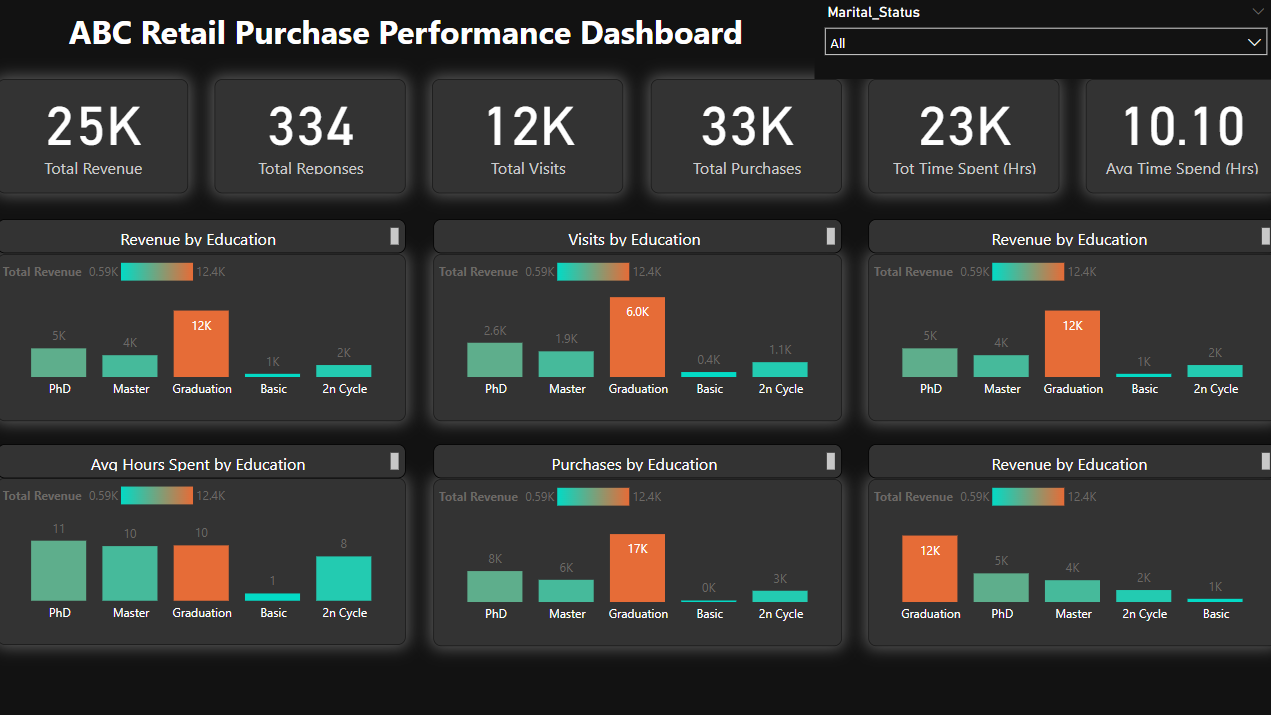 ABC Retail Purchase Performance Dashboard
Marital_Status
All
25K
Total Revenue
334
Total Reponses
12K
Total Visits
33K
Total Purchases
23K
Tot Time Spent (Hrs)
10.10
Avg Time Spend (Hrs)
Revenue by Education
Total Revenue 0.59K 12.4K
5K 4K 12K 1K 2K
PhD Master Graduation Basic 2n Cycle
Visits by Education
Total Revenue 0.59K 12.4K
2.6K 1.9K 6.0K 0.4K 1.1K
PhD Master Graduation Basic 2n Cycle
Revenue by Education
Total Revenue 0.59K 12.4K
5K 4K 12K 1K 2K
PhD Master Graduation Basic 2n Cycle
Avg Hours Spent by Education
Total Revenue 0.59K 12.4K
11 10 10 1 8
PhD Master Graduation Basic 2n Cycle
Purchases by Education
Total Revenue 0.59K 12.4K
8K 6K 17K 0K 3K
PhD Master Graduation Basic 2n Cycle
Revenue by Education
Total Revenue 0.59K 12.4K
12K 5K 4K 2K 1K
Graduation PhD Master 2n Cycle Basic